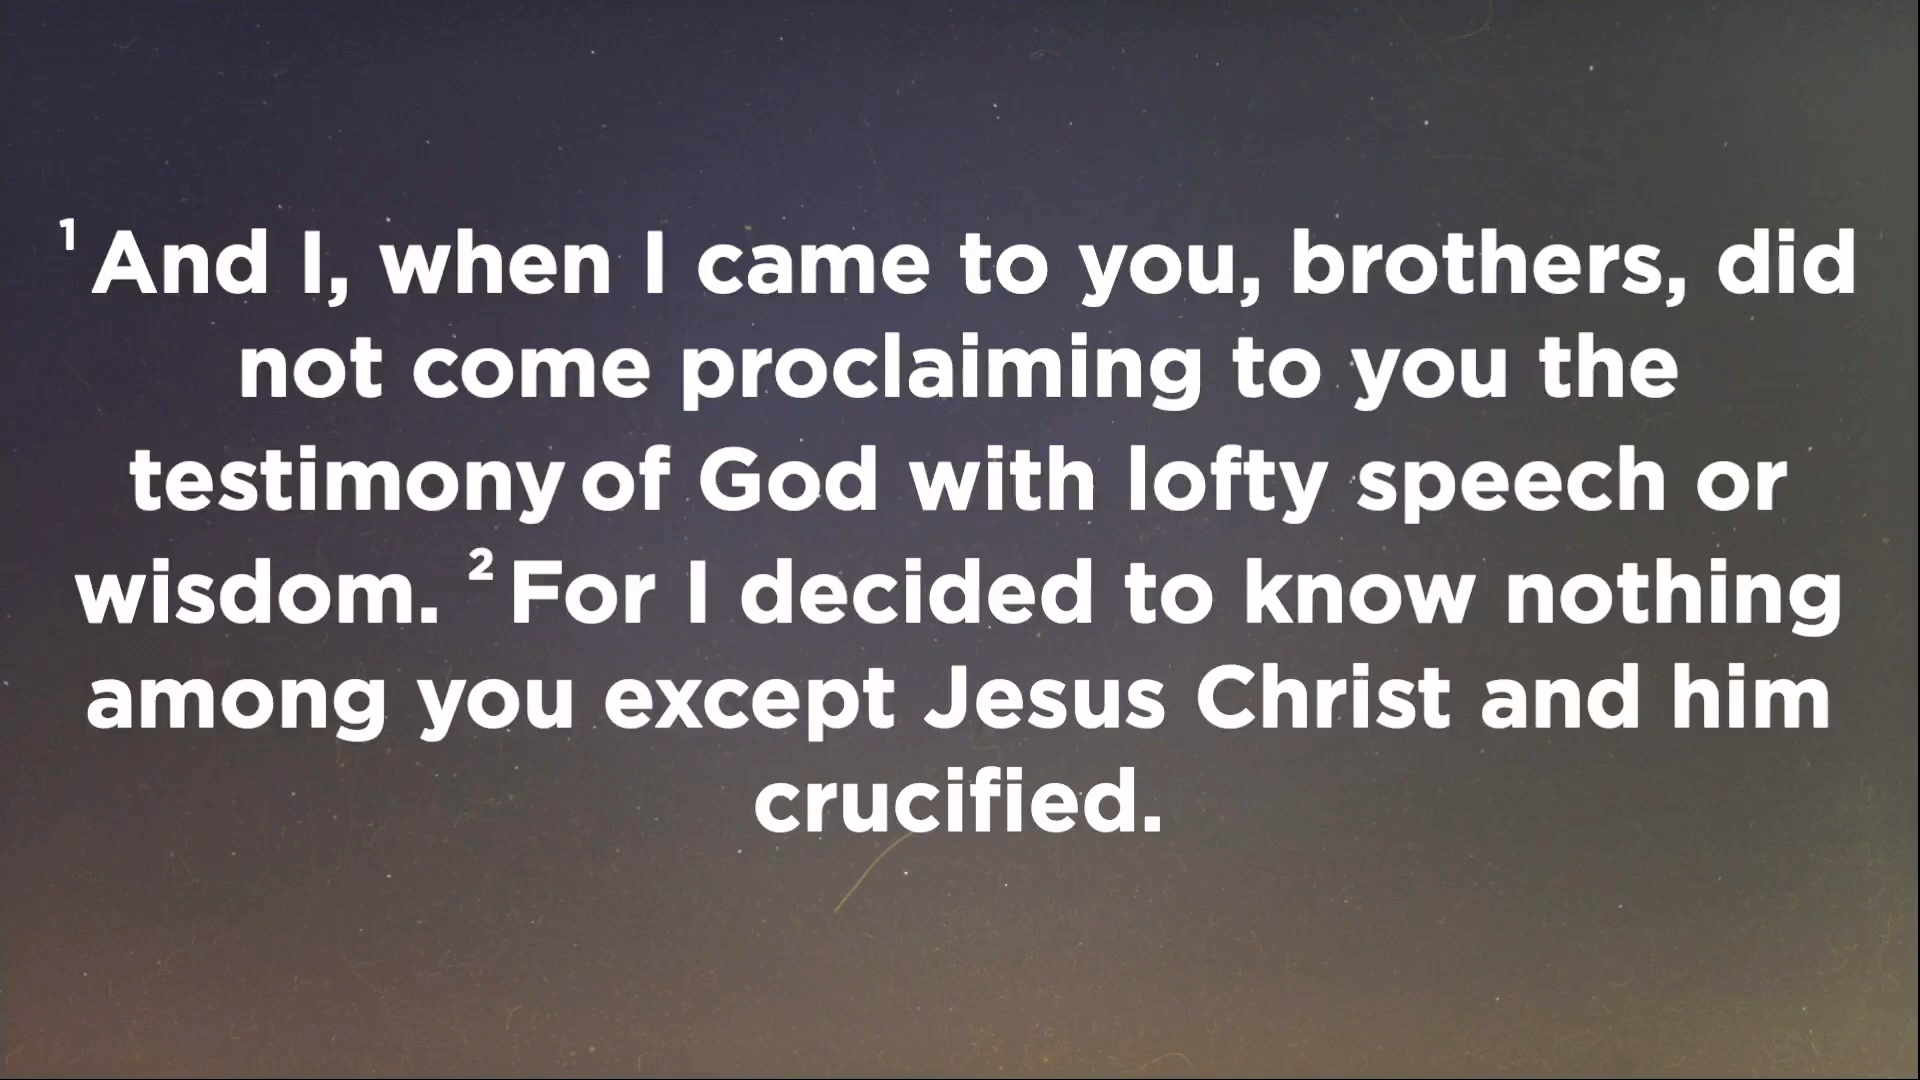 ¹ And I, when I came to you, brothers, did
not come proclaiming to you the
testimony of God with lofty speech or
wisdom. ² For I decided to know nothing
among you except Jesus Christ and him
crucified.